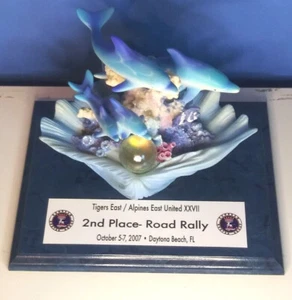 Tigers East / Alpines East United XXVII
2nd Place- Road Rally
October 5-7, 2007 • Daytona Beach, FL